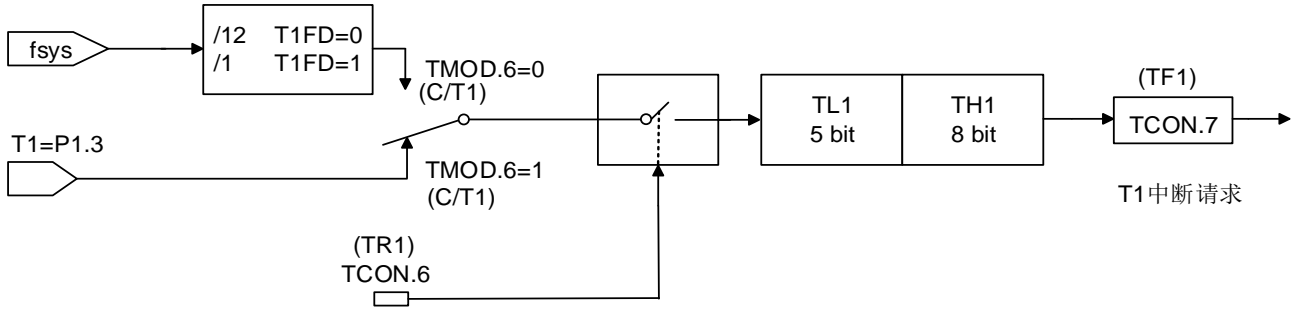 fsys
/12 T1FD=0
/1 T1FD=1
TMOD.6=0
(C/T1)
T1=P1.3
TMOD.6=1
(C/T1)
(TR1)
TCON.6
TL1
5 bit
TH1
8 bit
(TF1)
TCON.7
T1中断请求